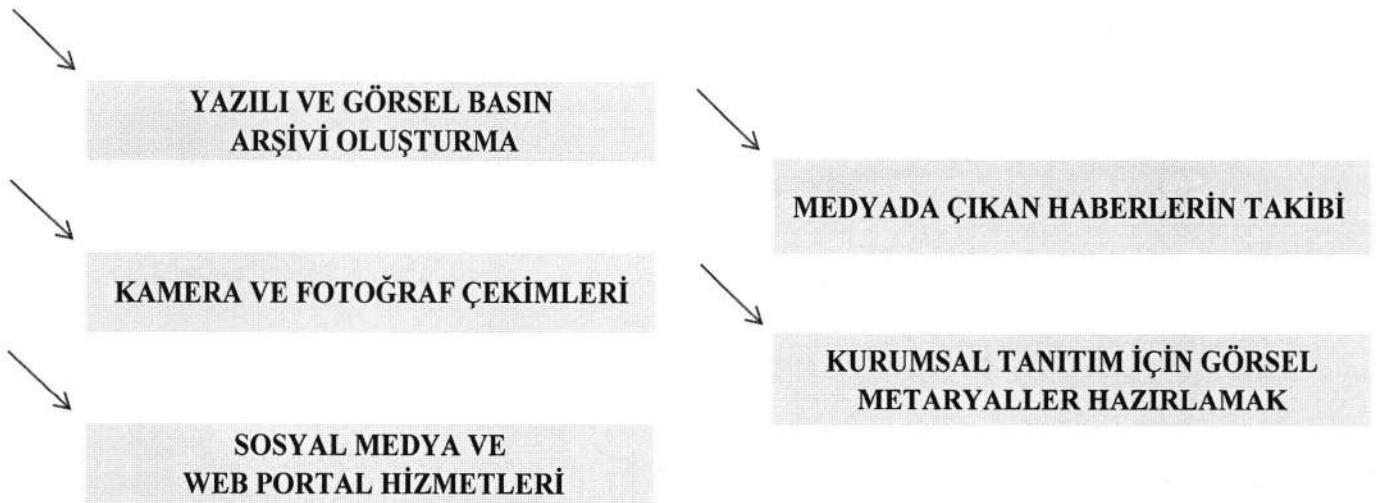 YAZILI VE GÖRSEL BASIN
ARŞİVİ OLUŞTURMA
KAMERA VE FOTOĞRAF ÇEKİMLERİ
SOSYAL MEDYA VE
WEB PORTAL HİZMETLERİ
MEDYADA ÇIKAN HABERLERİN TAKİBİ
KURUMSAL TANITIM İÇİN GÖRSEL
METARYALLER HAZIRLAMAK